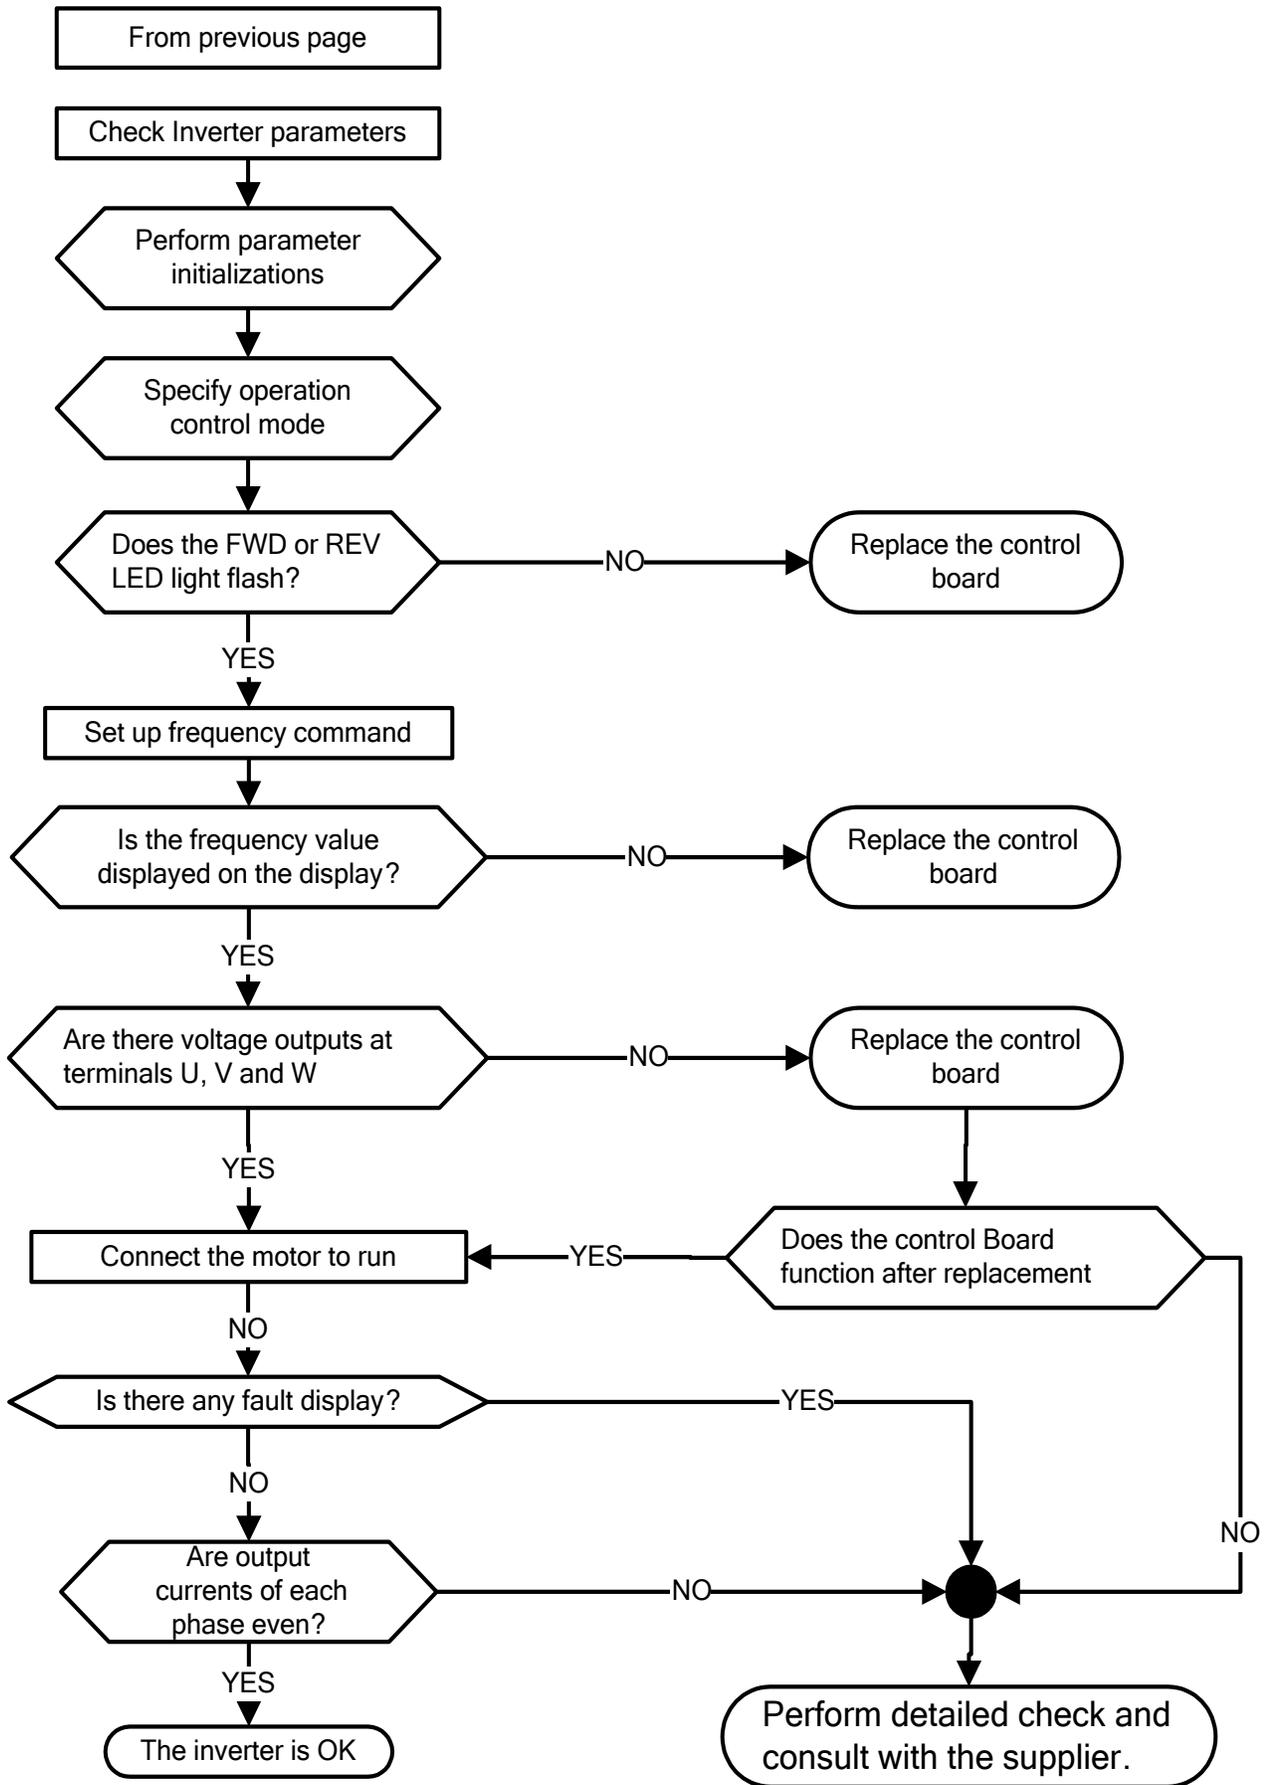 From previous page
Check Inverter parameters
Perform parameter
initializations
Specify operation
control mode
Does the FWD or REV
LED light flash?
NO
Replace the control
board
YES
Set up frequency command
Is the frequency value
displayed on the display?
NO
Replace the control
board
YES
Are there voltage outputs at
terminals U, V and W
NO
Replace the control
board
YES
Connect the motor to run
YES
Does the control Board
function after replacement
NO
Is there any fault display?
YES
NO
NO
Are output
currents of each
phase even?
NO
YES
The inverter is OK
Perform detailed check and
consult with the supplier.